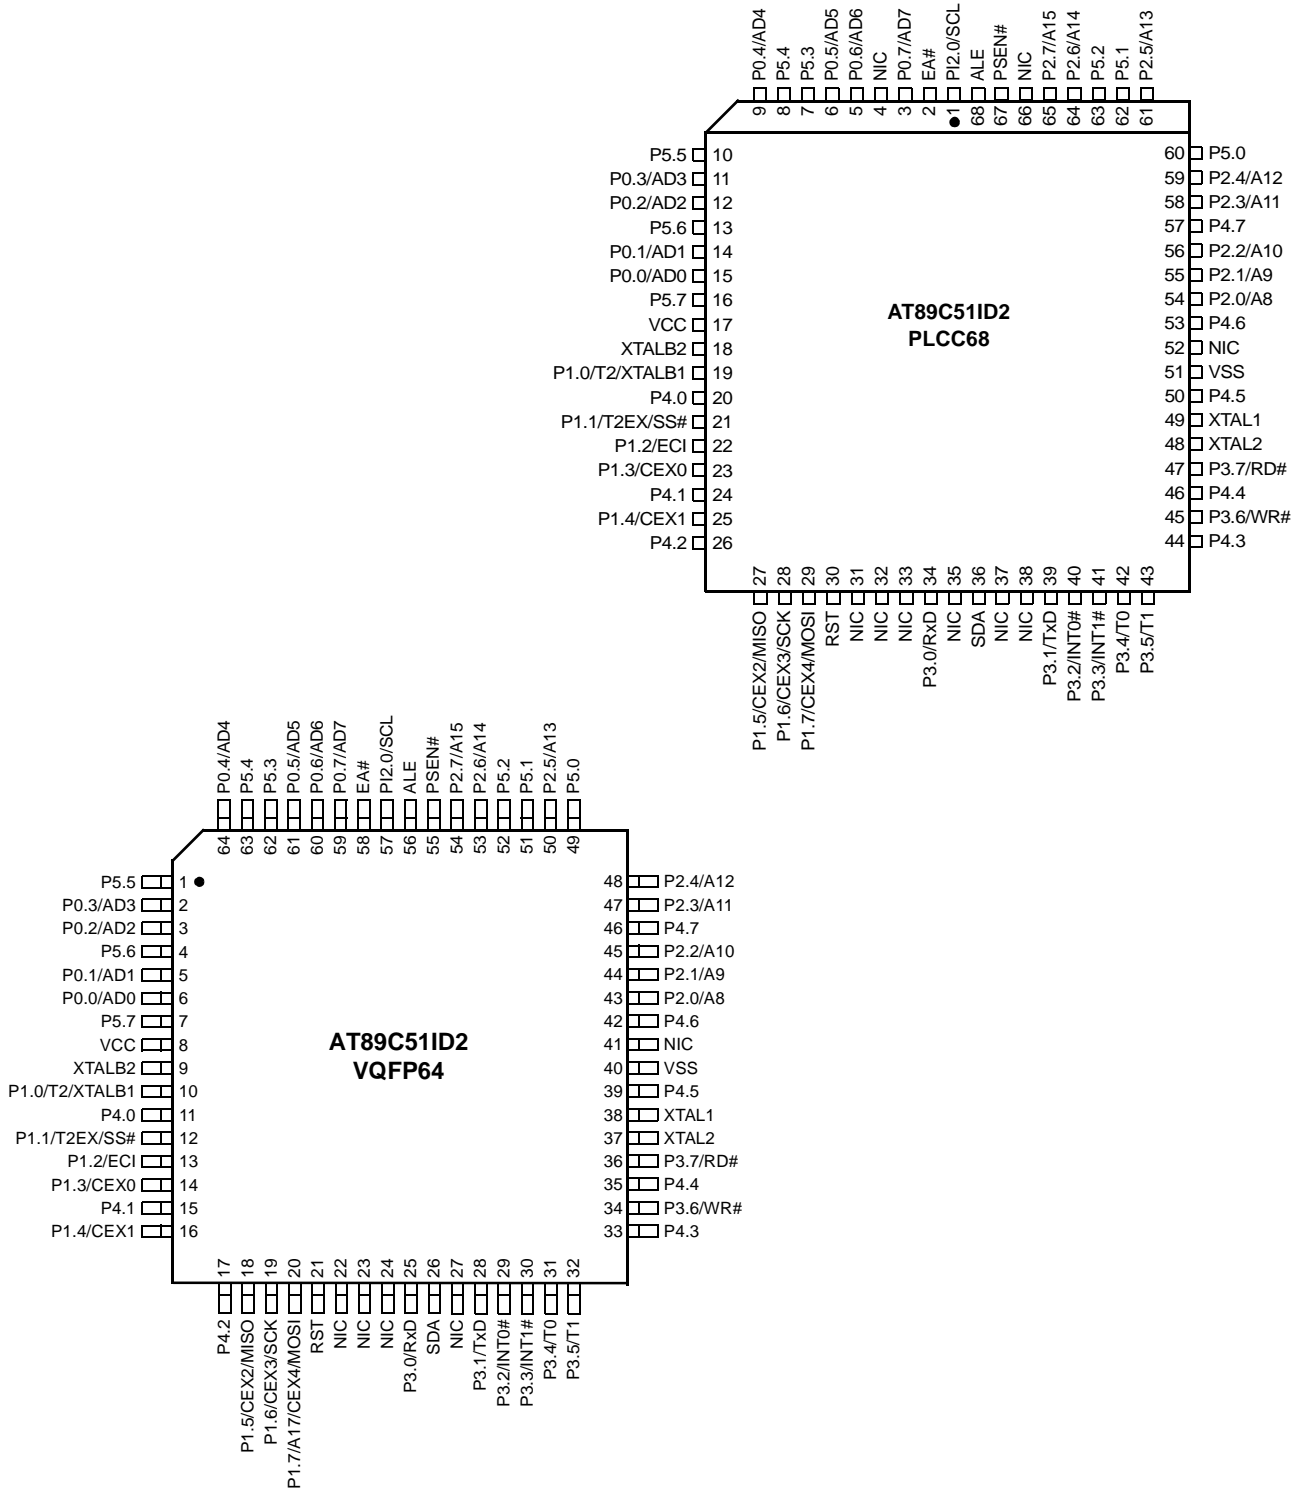 P0.4/AD4
P5.4
P5.3
P0.5/AD5
P0.6/AD6
NIC
P0.7/AD7
EA#
PI2.0/SCL
ALE
PSEN#
NIC
P2.7/A15
P2.6/A14
P5.2
P5.1
P2.5/A13
9 8 7 6 5 4 3 2 1 68 67 66 65 64 63 62 61
P5.5 10
P0.3/AD3 11
P0.2/AD2 12
P5.6 13
P0.1/AD1 14
P0.0/AD0 15
P5.7 16
VCC 17
XTALB2 18
P1.0/T2/XTALB1 19
P4.0 20
P1.1/T2EX/SS# 21
P1.2/ECI 22
P1.3/CEX0 23
P4.1 24
P1.4/CEX1 25
P4.2 26
AT89C51ID2
PLCC68
60 P5.0
59 P2.4/A12
58 P2.3/A11
57 P4.7
56 P2.2/A10
55 P2.1/A9
54 P2.0/A8
53 P4.6
52 NIC
51 VSS
50 P4.5
49 XTAL1
48 XTAL2
47 P3.7/RD#
46 P4.4
45 P3.6/WR#
44 P4.3
27 28 29 30 31 32 33 34 35 36 37 38 39 40 41 42 43
P1.5/CEX2/MISO
P1.6/CEX3/SCK
P1.7/CEX4/MOSI
RST
NIC
NIC
NIC
P3.0/RxD
NIC
SDA
NIC
NIC
P3.1/TxD
P3.2/INT0#
P3.3/INT1#
P3.4/T0
P3.5/T1
P0.4/AD4
P5.4
P5.3
P0.5/AD5
P0.6/AD6
P0.7/AD7
EA#
PI2.0/SCL
ALE
PSEN#
P2.7/A15
P2.6/A14
P5.2
P5.1
P2.5/A13
P5.0
64 63 62 61 60 59 58 57 56 55 54 53 52 51 50 49
P5.5 1
P0.3/AD3 2
P0.2/AD2 3
P5.6 4
P0.1/AD1 5
P0.0/AD0 6
P5.7 7
VCC 8
XTALB2 9
P1.0/T2/XTALB1 10
P4.0 11
P1.1/T2EX/SS# 12
P1.2/ECI 13
P1.3/CEX0 14
P4.1 15
P1.4/CEX1 16
AT89C51ID2
VQFP64
48 P2.4/A12
47 P2.3/A11
46 P4.7
45 P2.2/A10
44 P2.1/A9
43 P2.0/A8
42 P4.6
41 NIC
40 VSS
39 P4.5
38 XTAL1
37 XTAL2
36 P3.7/RD#
35 P4.4
34 P3.6/WR#
33 P4.3
17 18 19 20 21 22 23 24 25 26 27 28 29 30 31 32
P4.2
P1.5/CEX2/MISO
P1.6/CEX3/SCK
P1.7/A17/CEX4/MOSI
RST
NIC
NIC
NIC
P3.0/RxD
SDA
NIC
P3.1/TxD
P3.2/INT0#
P3.3/INT1#
P3.4/T0
P3.5/T1